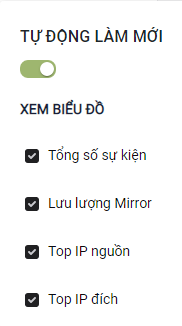 TỰ ĐỘNG LÀM MỚI
XEM BIỂU ĐỒ
Tổng số sự kiện
Lưu lượng Mirror
Top IP nguồn
Top IP đích